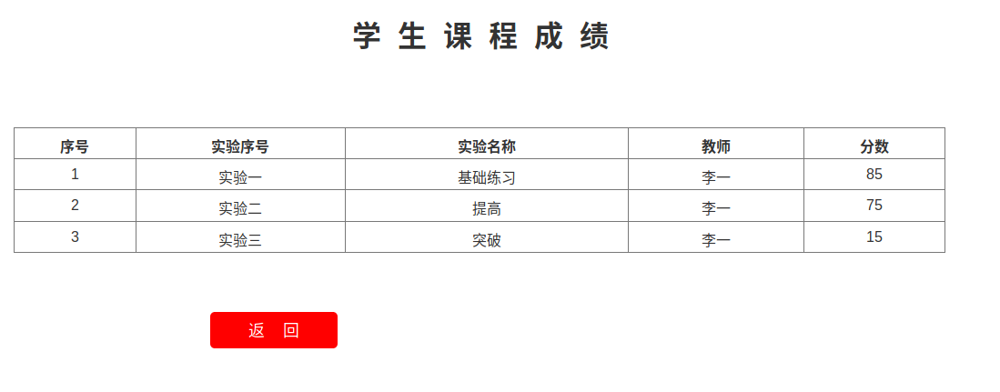 学生课程成绩
序号 实验序号 实验名称 教师 分数
1 实验一 基础练习 李一 85
2 实验二 提高 李一 75
3 实验三 突破 李一 15
返 回